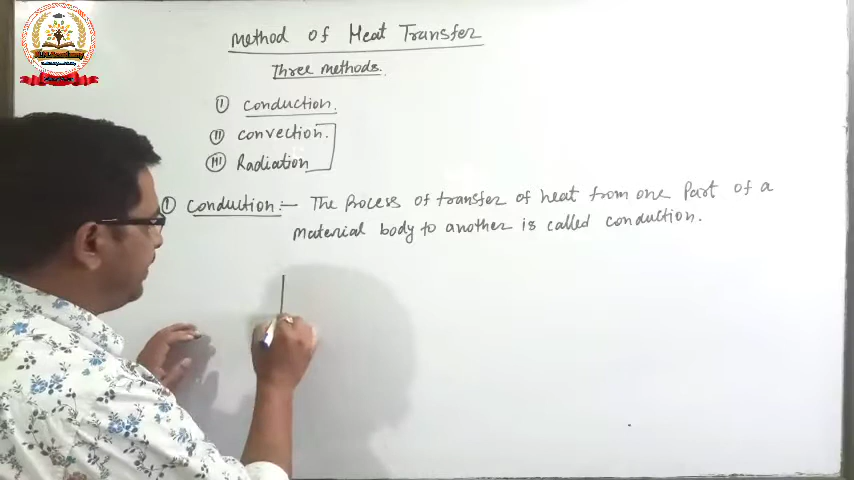 Method of Heat Transfer
Three methods.
I Conduction.
II Convection.
III Radiation
I Conduction:— The Process of transfer of heat from one Part of a
material body to another is called conduction.